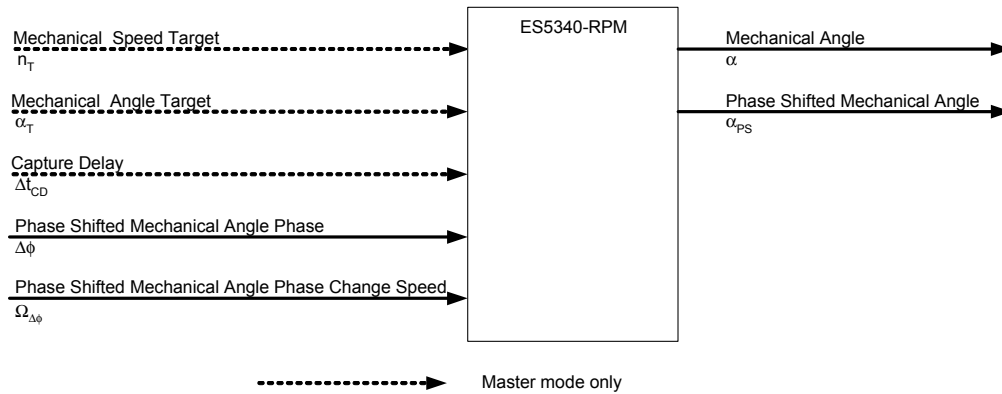 ES5340-RPM
Mechanical Speed Target
n_T
Mechanical Angle Target
α_T
Capture Delay
Δt_CD
Phase Shifted Mechanical Angle Phase
Δϕ
Phase Shifted Mechanical Angle Phase Change Speed
Ω_Δϕ
Mechanical Angle
α
Phase Shifted Mechanical Angle
α_PS
Master mode only